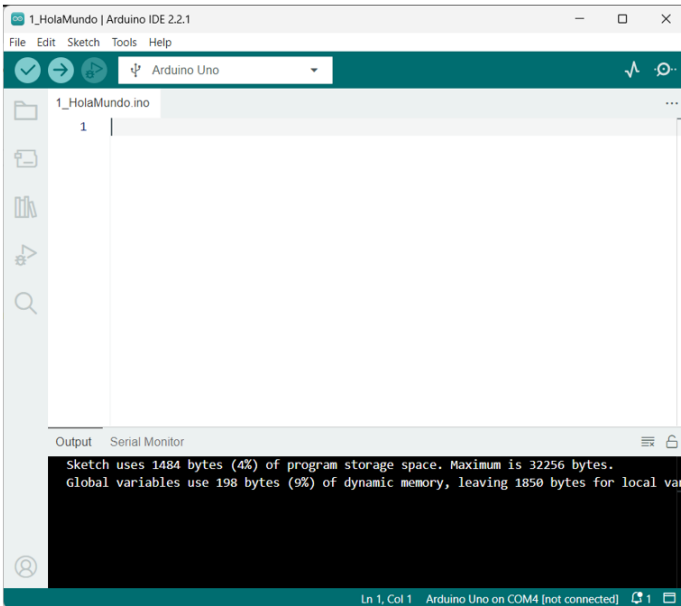 1_HolaMundo | Arduino IDE 2.2.1
File Edit Sketch Tools Help
Arduino Uno
1_HolaMundo.ino
1
Output Serial Monitor
Sketch uses 1484 bytes (4%) of program storage space. Maximum is 32256 bytes.
Global variables use 198 bytes (9%) of dynamic memory, leaving 1850 bytes for local
Ln 1, Col 1 Arduino Uno on COM4 [not connected] 1